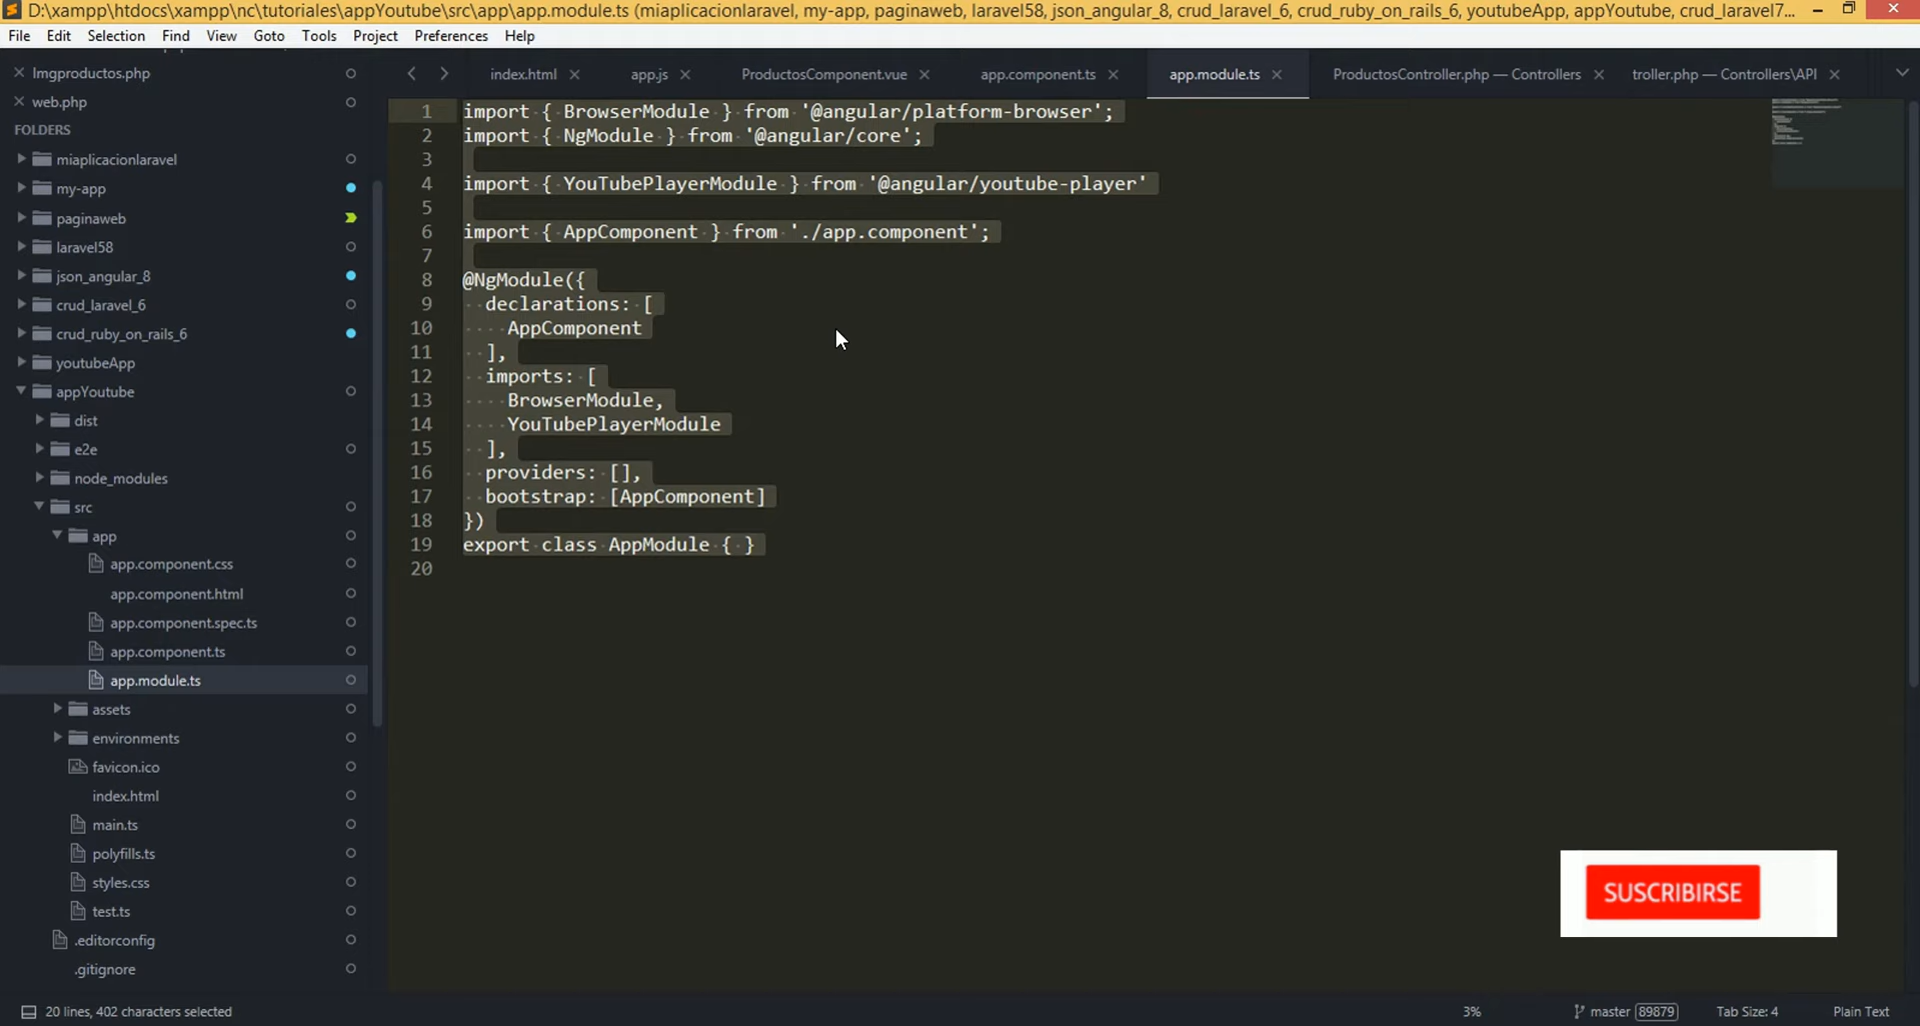 D:\xampp\htdocs\xampp\nc\tutoriales\appYoutube\src\app\app.module.ts (miaplicacionlaravel, my-app, paginaweb, laravel58, json_angular_8, crud_laravel_6, crud_ruby_on_rails_6, youtubeApp, appYoutube, crud_laravel7...
File Edit Selection Find View Goto Tools Project Preferences Help
index.html app.js ProductosComponent.vue app.component.ts app.module.ts ProductosController.php — Controllers troller.php — Controllers\API
Imgproductos.php
web.php
FOLDERS
miaplicacionlaravel
my-app
paginaweb
laravel58
json_angular_8
crud_laravel_6
crud_ruby_on_rails_6
youtubeApp
appYoutube
dist
e2e
node_modules
src
app
app.component.css
app.component.html
app.component.spec.ts
app.component.ts
app.module.ts
assets
environments
favicon.ico
index.html
main.ts
polyfills.ts
styles.css
test.ts
.editorconfig
.gitignore
1 import { BrowserModule } from '@angular/platform-browser';
2 import { NgModule } from '@angular/core';
3
4 import { YouTubePlayerModule } from '@angular/youtube-player'
5
6 import { AppComponent } from './app.component';
7
8 @NgModule({
9 declarations: [
10 AppComponent
11 ],
12 imports: [
13 BrowserModule,
14 YouTubePlayerModule
15 ],
16 providers: [],
17 bootstrap: [AppComponent]
18 })
19 export class AppModule { }
20
SUSCRIBIRSE
20 lines, 402 characters selected 3% master 89879 Tab Size: 4 Plain Text